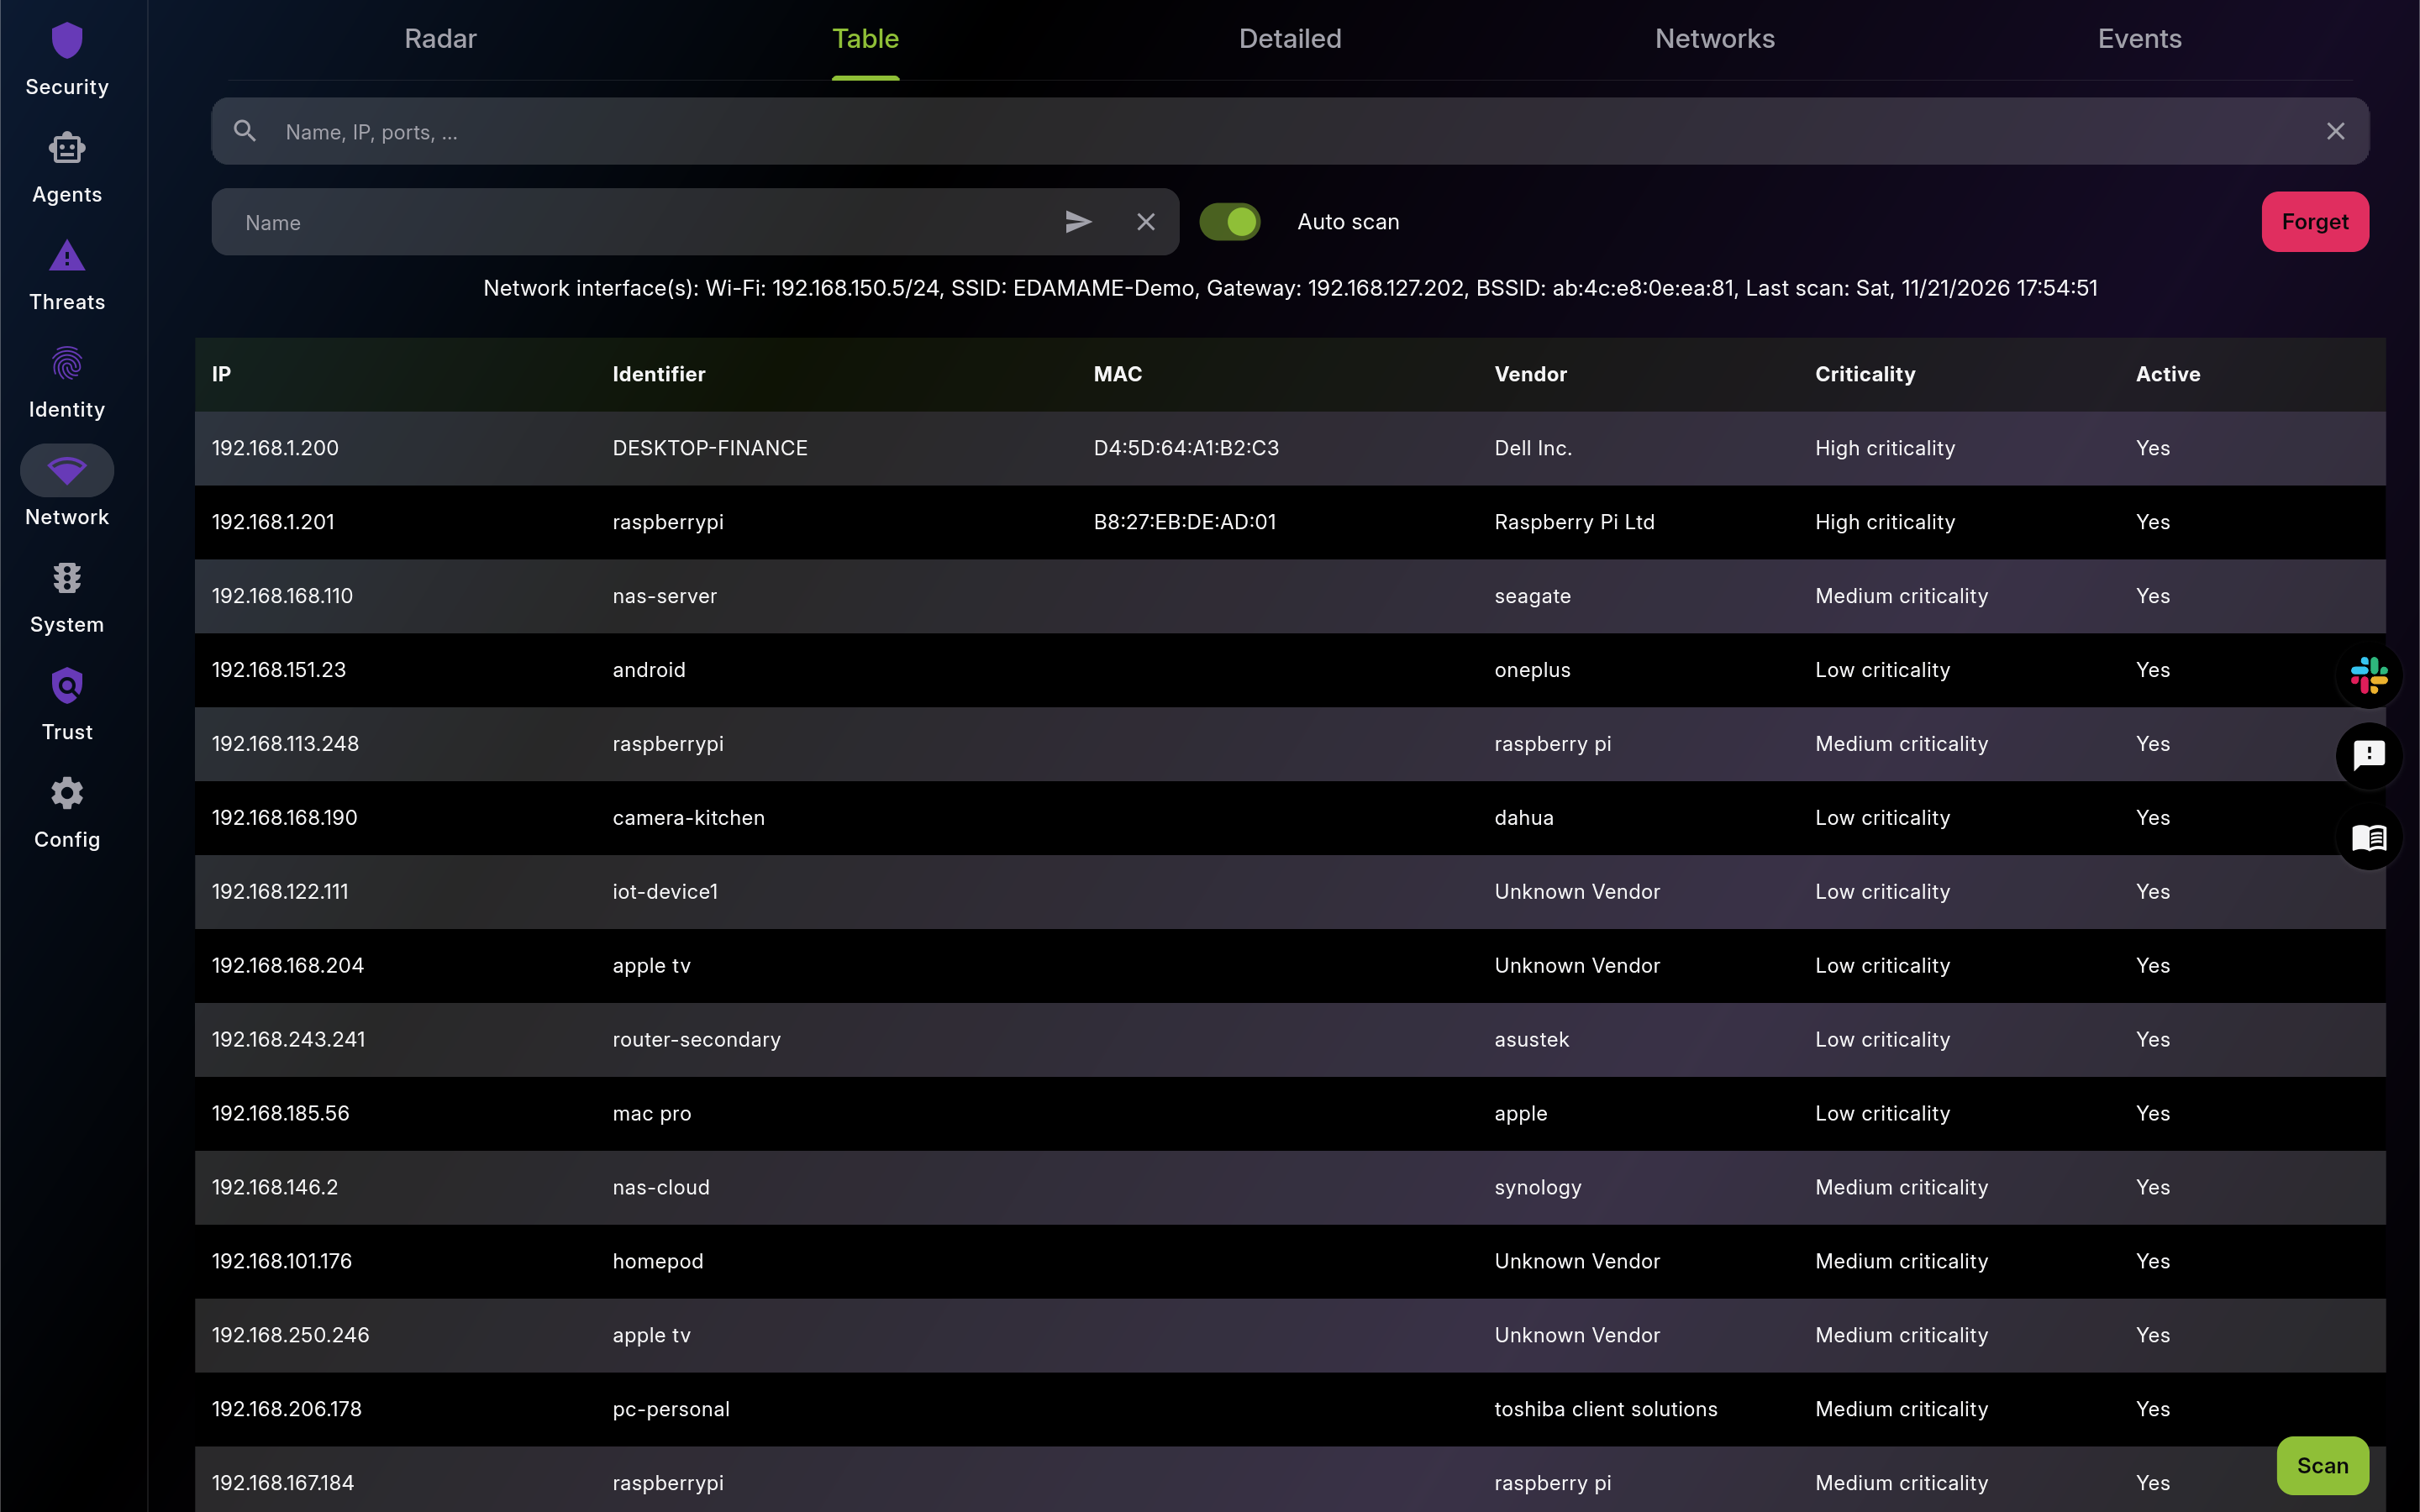 Security
Agents
Threats
Identity
Network
System
Trust
Config
Radar Table Detailed Networks Events
Name, IP, ports, ...
Name
Auto scan
Forget
Network interface(s): Wi-Fi: 192.168.150.5/24, SSID: EDAMAME-Demo, Gateway: 192.168.127.202, BSSID: ab:4c:e8:0e:ea:81, Last scan: Sat, 11/21/2026 17:54:51
IP Identifier MAC Vendor Criticality Active
192.168.1.200 DESKTOP-FINANCE D4:5D:64:A1:B2:C3 Dell Inc. High criticality Yes
192.168.1.201 raspberrypi B8:27:EB:DE:AD:01 Raspberry Pi Ltd High criticality Yes
192.168.168.110 nas-server seagate Medium criticality Yes
192.168.151.23 android oneplus Low criticality Yes
192.168.113.248 raspberrypi raspberry pi Medium criticality Yes
192.168.168.190 camera-kitchen dahua Low criticality Yes
192.168.122.111 iot-device1 Unknown Vendor Low criticality Yes
192.168.168.204 apple tv Unknown Vendor Low criticality Yes
192.168.243.241 router-secondary asustek Low criticality Yes
192.168.185.56 mac pro apple Low criticality Yes
192.168.146.2 nas-cloud synology Medium criticality Yes
192.168.101.176 homepod Unknown Vendor Medium criticality Yes
192.168.250.246 apple tv Unknown Vendor Medium criticality Yes
192.168.206.178 pc-personal toshiba client solutions Medium criticality Yes
192.168.167.184 raspberrypi raspberry pi Medium criticality Yes
Scan